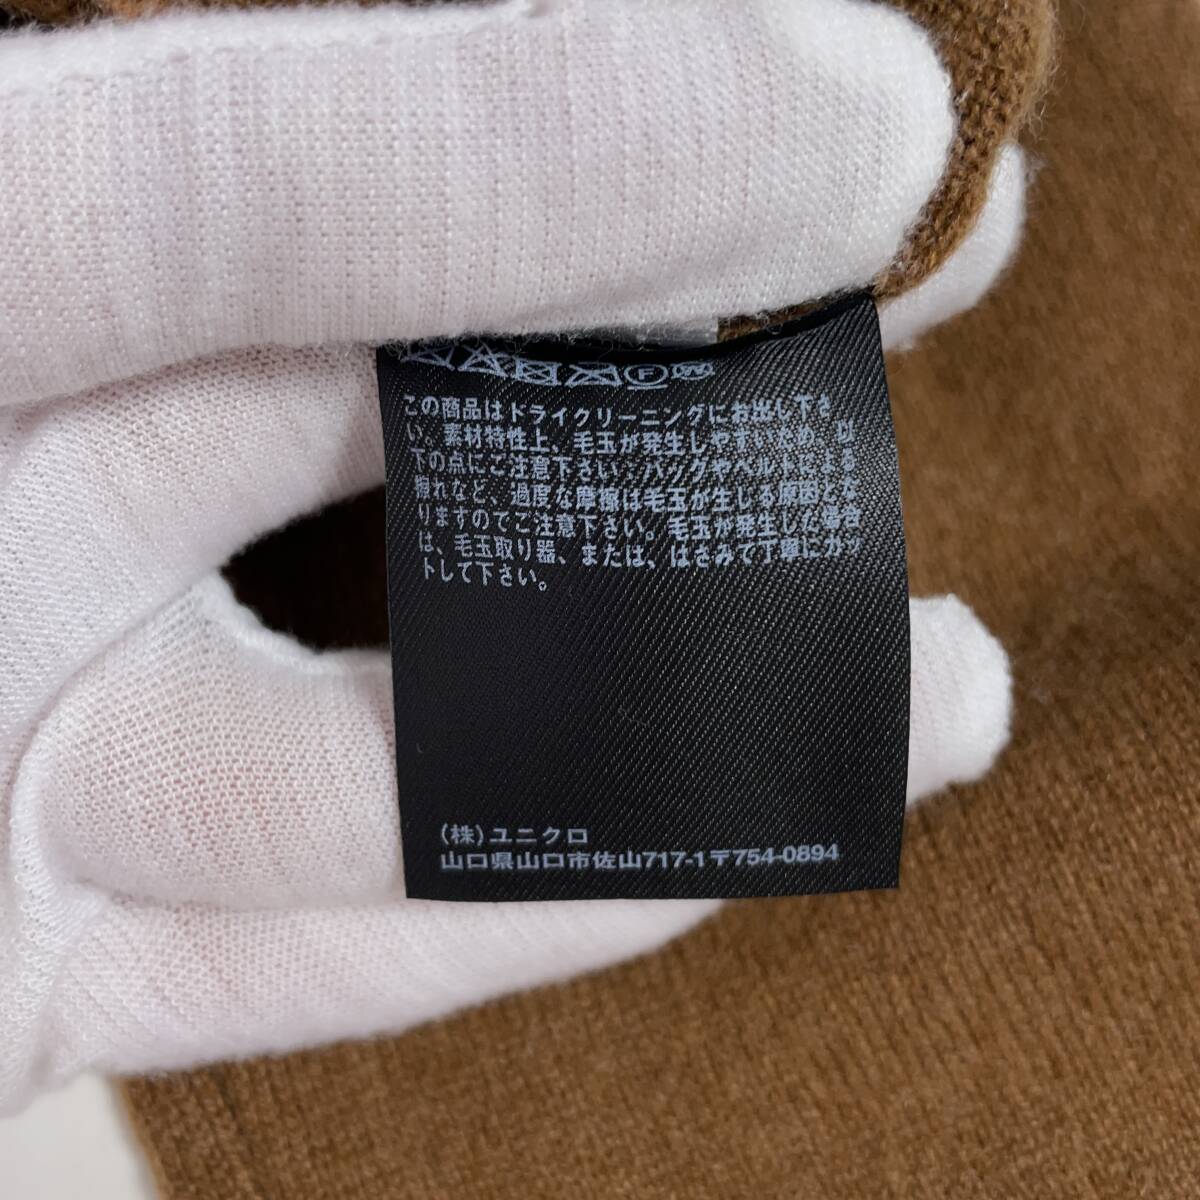 この商品はドライクリーニングにお出し下さ
い。素材特性上、毛玉が発生しやすいため、以
下の点にご注意下さい:バッグやベルトによる
擦れなど、過度な摩擦は毛玉が生じる原因とな
りますのでご注意下さい。毛玉が発生した場合
は、毛玉取り器、または、はさみで丁寧にカッ
トして下さい。
(株)ユニクロ
山口県山口市佐山717-1〒754-0894